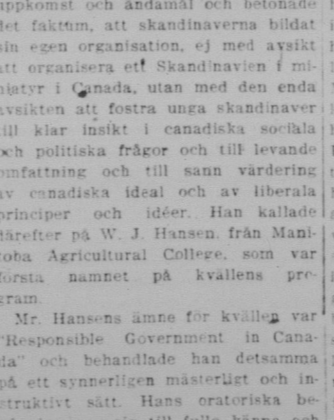 uppkomst och ändamål och betonade
det faktum, att skandinaverna bildat
sin egen organisation, ej med avsikt
att organisera ett Skandinavien i mi-
niatyr i Canada, utan med den enda
avsikten att fostra unga skandinaver
till klar insikt i canadiska sociala
och politiska frågor och till levande
omfattning och till sann värdering
av canadiska ideal och av liberala
principer och idéer. Han kallade
därefter på W. J. Hansen, från Mani-
toba Agricultural College, som var
första namnet på kvällens pro-
gram.
Mr. Hansens ämne för kvällen var
"Responsible Government in Cana-
da" och behandlade han detsamma
på ett synnerligen mästerligt och in-
struktivt sätt. Hans oratoriska be-